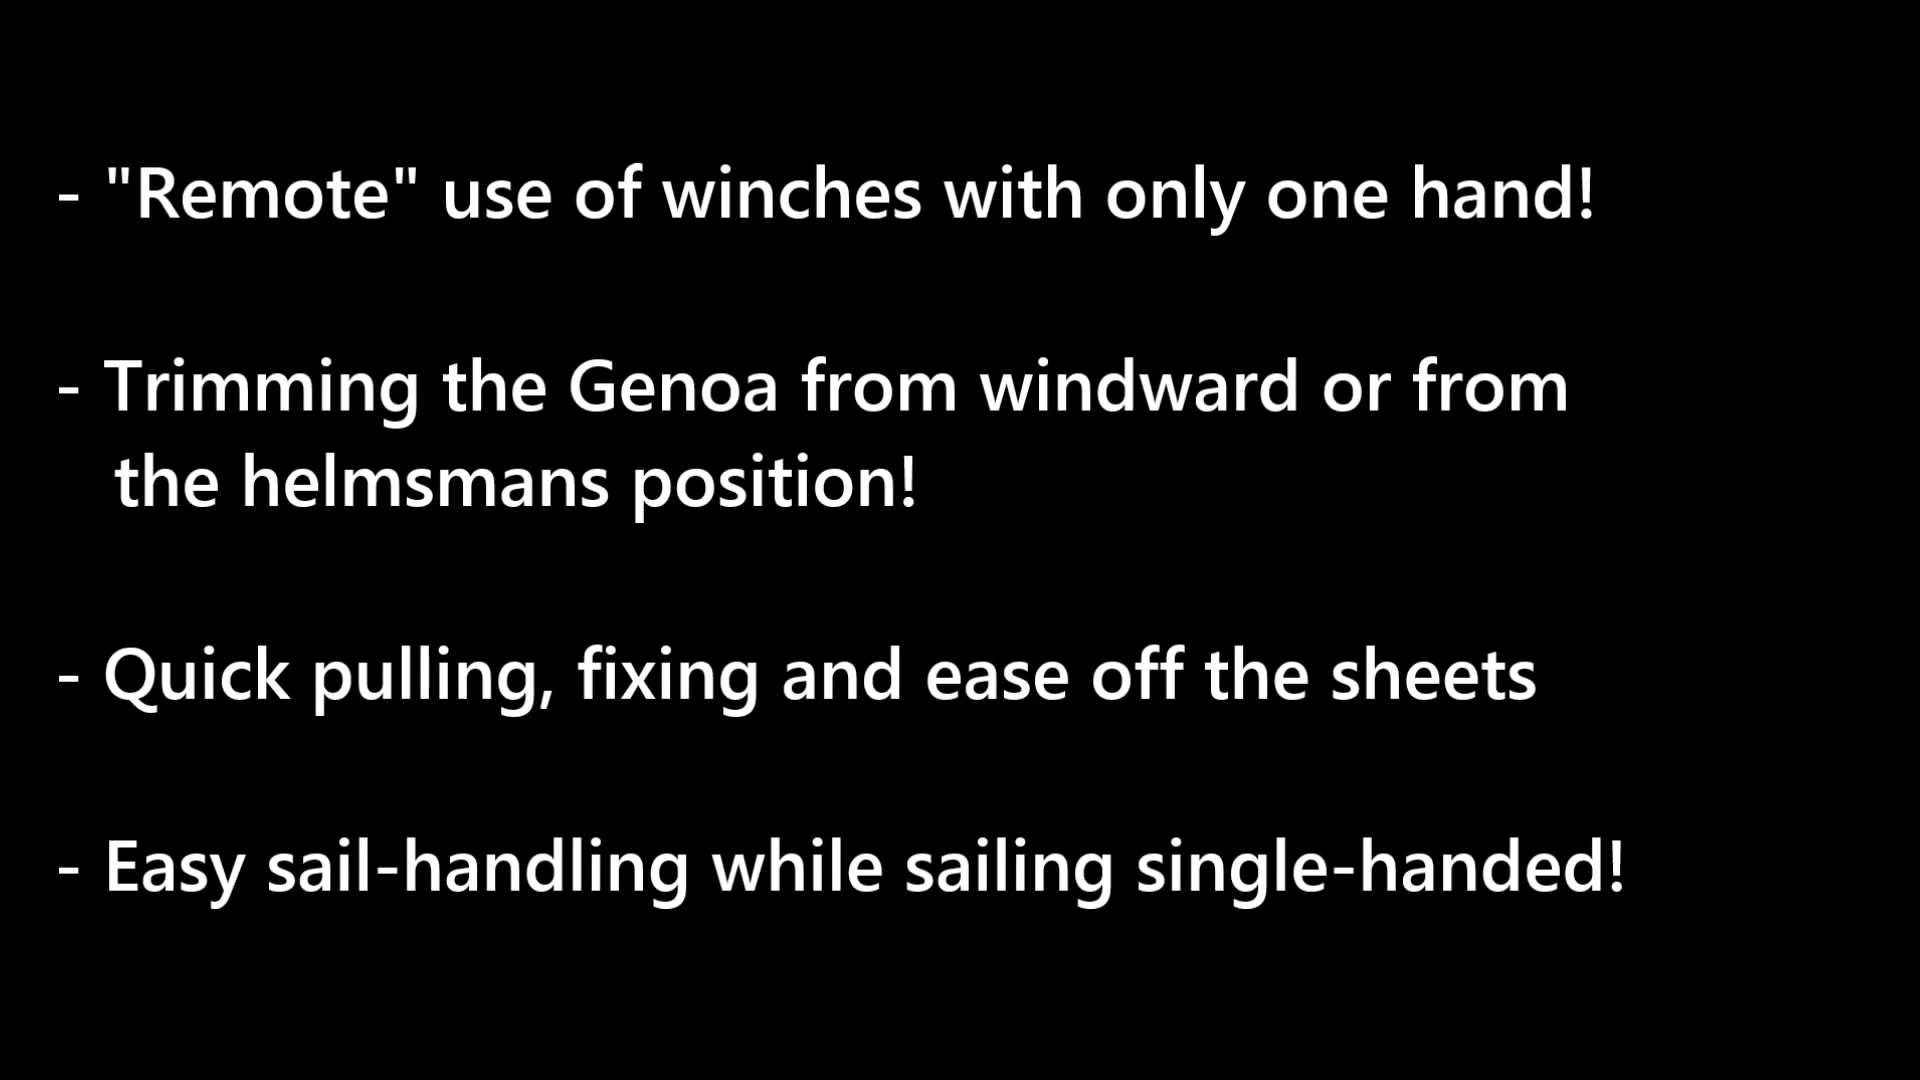 - "Remote" use of winches with only one hand!
- Trimming the Genoa from windward or from
the helmsmans position!
- Quick pulling, fixing and ease off the sheets
- Easy sail-handling while sailing single-handed!